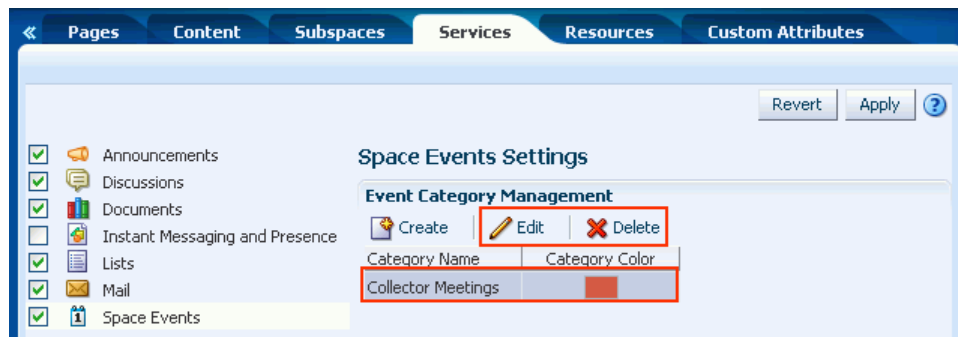 « Pages Content Subspaces Services Resources Custom Attributes
Revert Apply ?
Announcements
Discussions
Documents
Instant Messaging and Presence
Lists
Mail
1 Space Events
Space Events Settings
Event Category Management
Create Edit Delete
Category Name Category Color
Collector Meetings